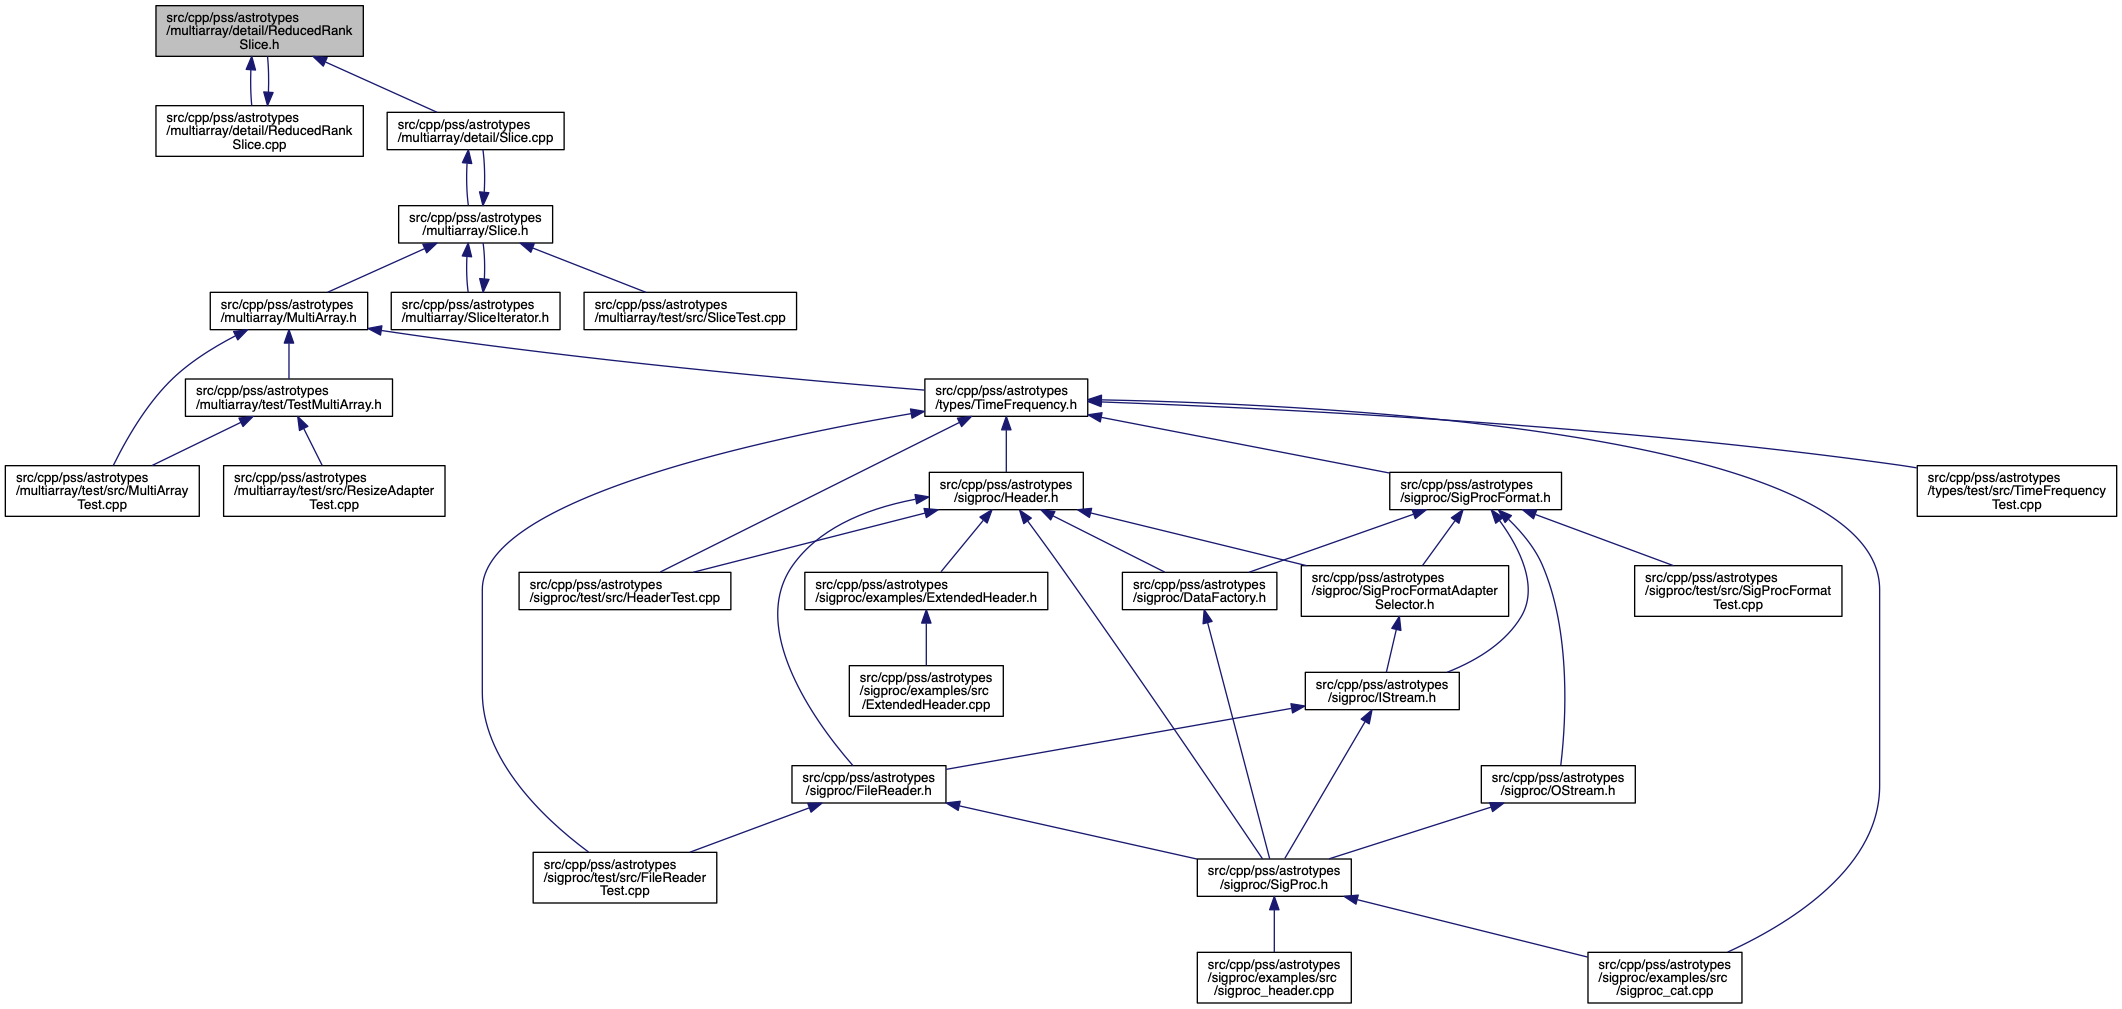 src/cpp/pss/astrotypes
/multiarray/detail/ReducedRank
Slice.h
src/cpp/pss/astrotypes
/multiarray/detail/ReducedRank
Slice.cpp
src/cpp/pss/astrotypes
/multiarray/detail/Slice.cpp
src/cpp/pss/astrotypes
/multiarray/Slice.h
src/cpp/pss/astrotypes
/multiarray/MultiArray.h
src/cpp/pss/astrotypes
/multiarray/SliceIterator.h
src/cpp/pss/astrotypes
/multiarray/test/src/SliceTest.cpp
src/cpp/pss/astrotypes
/multiarray/test/TestMultiArray.h
src/cpp/pss/astrotypes
/types/TimeFrequency.h
src/cpp/pss/astrotypes
/multiarray/test/src/MultiArray
Test.cpp
src/cpp/pss/astrotypes
/multiarray/test/src/ResizeAdapter
Test.cpp
src/cpp/pss/astrotypes
/sigproc/Header.h
src/cpp/pss/astrotypes
/sigproc/SigProcFormat.h
src/cpp/pss/astrotypes
/types/test/src/TimeFrequency
Test.cpp
src/cpp/pss/astrotypes
/sigproc/test/src/HeaderTest.cpp
src/cpp/pss/astrotypes
/sigproc/examples/ExtendedHeader.h
src/cpp/pss/astrotypes
/sigproc/DataFactory.h
src/cpp/pss/astrotypes
/sigproc/SigProcFormatAdapter
Selector.h
src/cpp/pss/astrotypes
/sigproc/test/src/SigProcFormat
Test.cpp
src/cpp/pss/astrotypes
/sigproc/examples/src
/ExtendedHeader.cpp
src/cpp/pss/astrotypes
/sigproc/IStream.h
src/cpp/pss/astrotypes
/sigproc/FileReader.h
src/cpp/pss/astrotypes
/sigproc/OStream.h
src/cpp/pss/astrotypes
/sigproc/test/src/FileReader
Test.cpp
src/cpp/pss/astrotypes
/sigproc/SigProc.h
src/cpp/pss/astrotypes
/sigproc/examples/src
/sigproc_header.cpp
src/cpp/pss/astrotypes
/sigproc/examples/src
/sigproc_cat.cpp